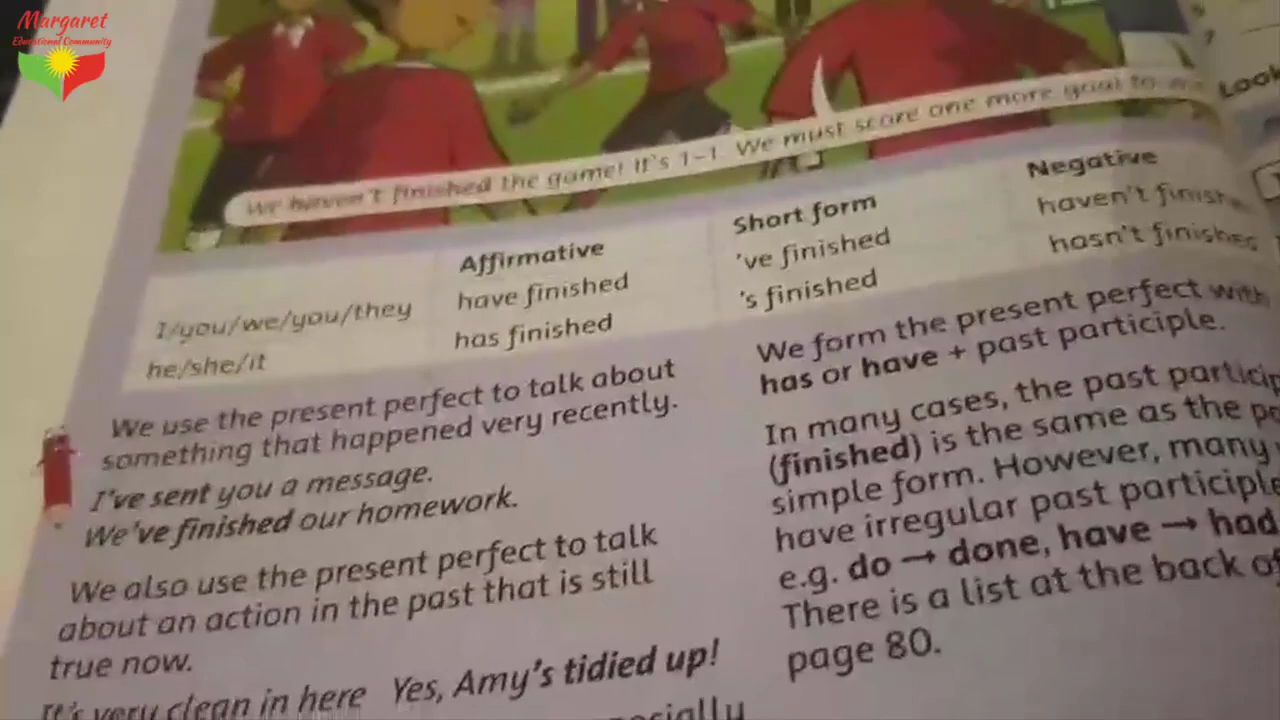 Margaret
Educational Community
We haven't finished the game! It's 1-1. We must score one more goal to
Affirmative
Short form
Negative
I/you/we/you/they
have finished
've finished
haven't
he/she/it
has finished
's finished
hasn't
We use the present perfect to talk about
something that happened very recently.
I've sent you a message.
We've finished our homework.
We also use the present perfect to talk
about an action in the past that is still
true now.
It's very clean in here Yes, Amy's tidied up!
We form the present perfect with
has or have + past participle.
In many cases, the past
(finished) is the same as the
simple form. However, many
have irregular past
e.g. do → done, have → had
There is a list at the back of
page 80.